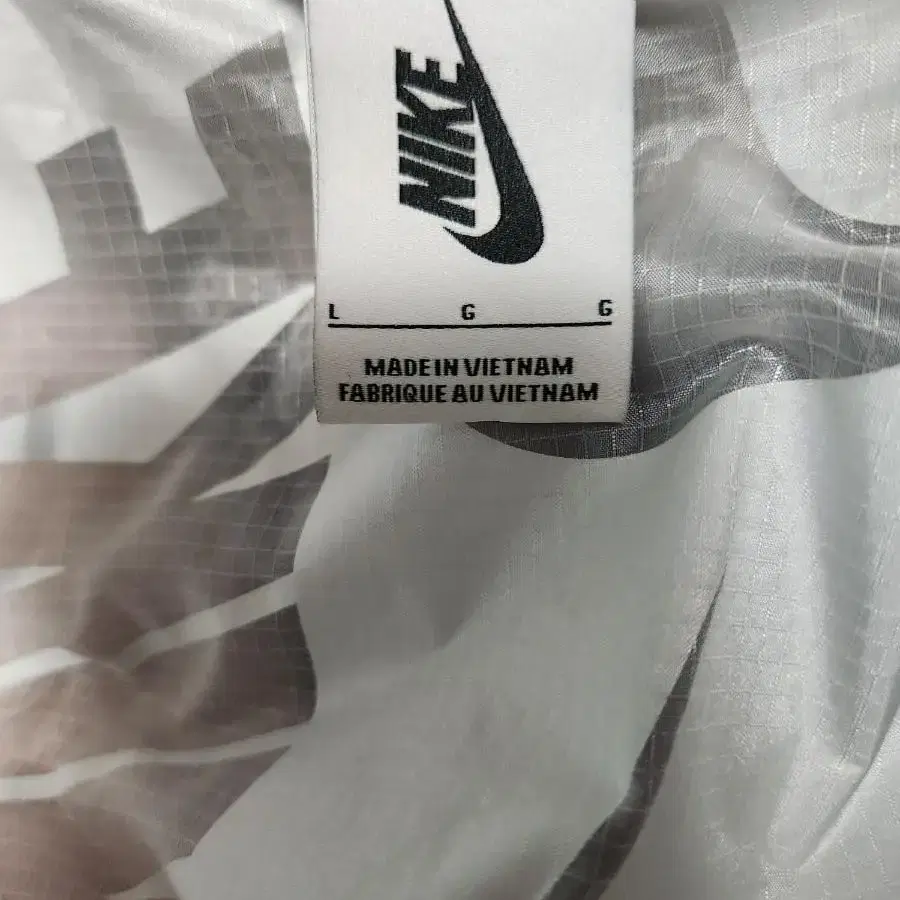 NIKE
L G G
MADE IN VIETNAM
FABRIQUE AU VIETNAM